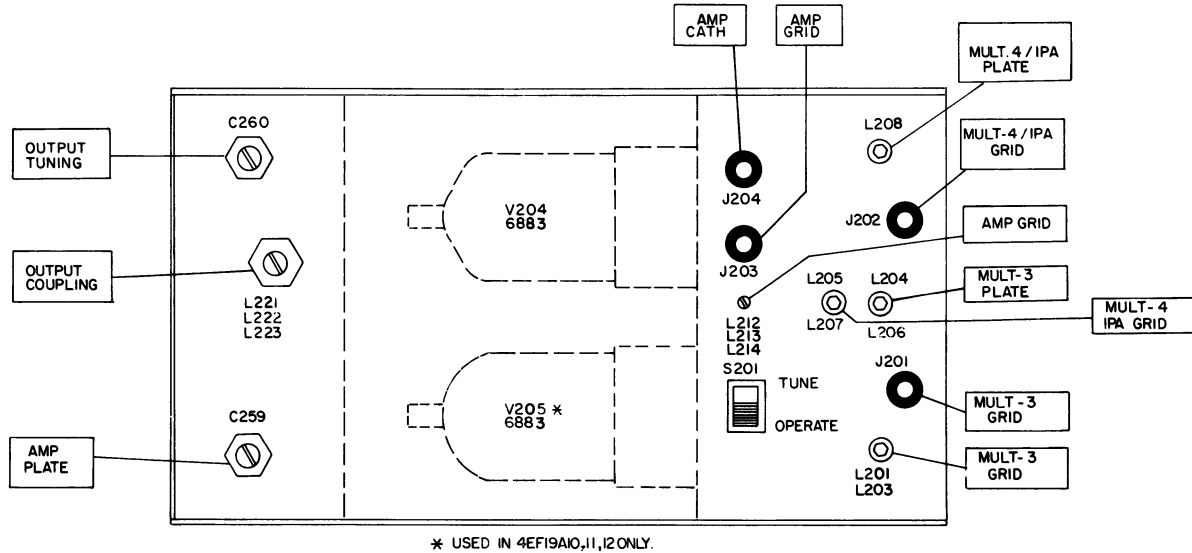 AMP
CATH
AMP
GRID
MULT. 4 / IPA
PLATE
C260
L208
OUTPUT
TUNING
MULT-4 / IPA
GRID
J204
V204
6883
J202
AMP GRID
OUTPUT
COUPLING
J203
L205
L204
MULT-3
PLATE
L221
L222
L223
L212
L213
L214
L207
L206
MULT-4
IPA GRID
S201
J201
TUNE
C259
V205 *
6883
OPERATE
MULT - 3
GRID
AMP
PLATE
MULT-3
GRID
L201
L203
* USED IN 4EF19A10,11,12 ONLY.